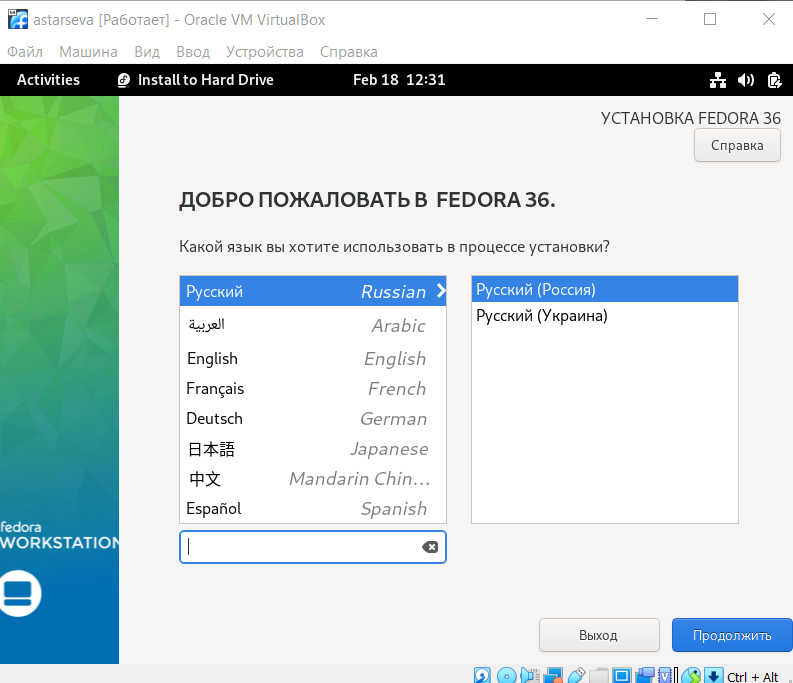 astarseva [Работает] - Oracle VM VirtualBox
Файл Машина Вид Ввод Устройства Справка
Activities Install to Hard Drive Feb 18 12:31
УСТАНОВКА FEDORA 36
Справка
ДОБРО ПОЖАЛОВАТЬ В FEDORA 36.
Какой язык вы хотите использовать в процессе установки?
Русский Russian
العربية Arabic
English English
Français French
Deutsch German
日本語 Japanese
中文 Mandarin Chin...
Español Spanish
Русский (Россия)
Русский (Украина)
fedora
WORKSTATION
Выход Продолжить
Ctrl + Alt